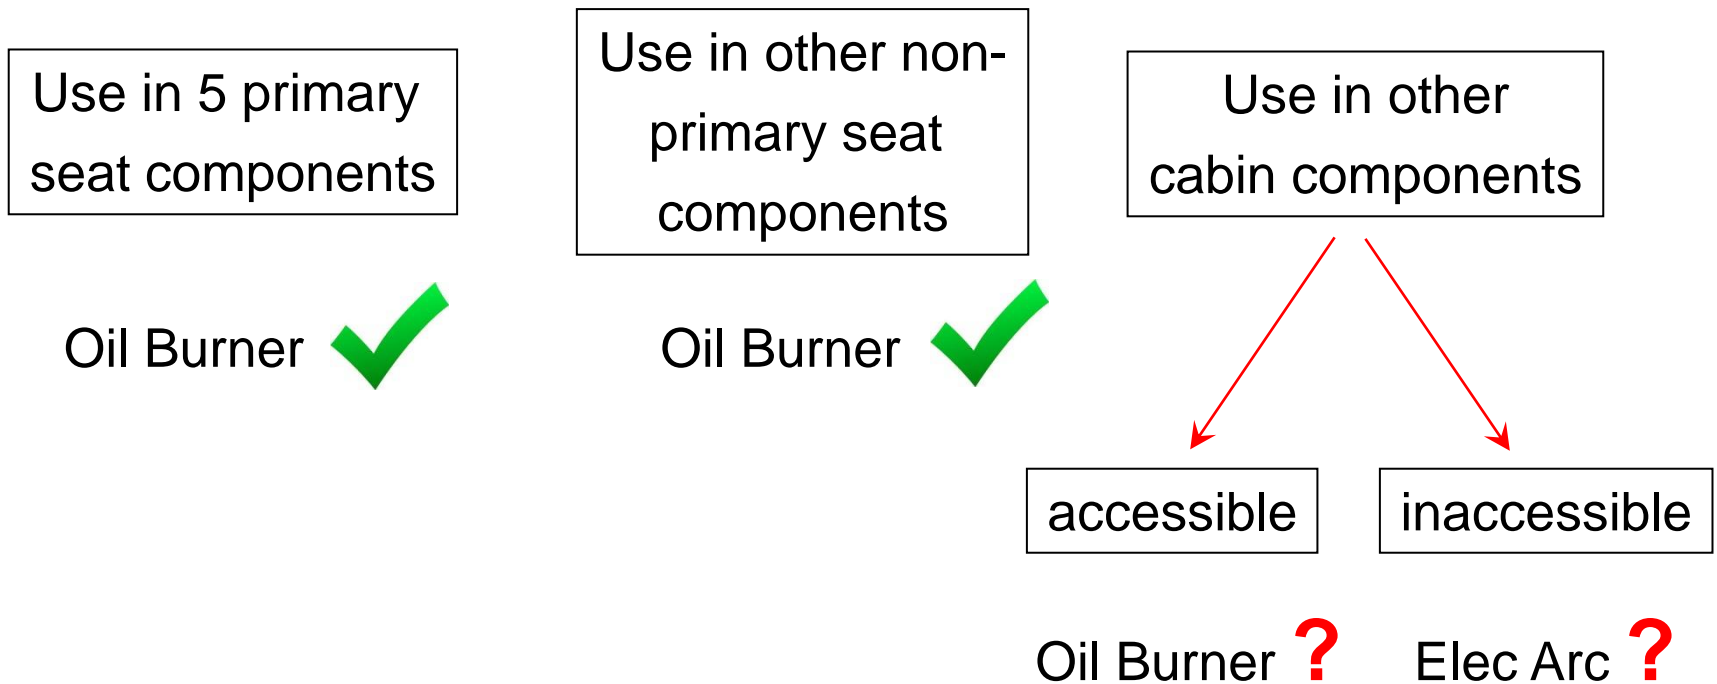 Use in 5 primary
seat components
Oil Burner
Use in other non-
primary seat
components
Oil Burner
Use in other
cabin components
accessible
inaccessible
Oil Burner ?
Elec Arc ?